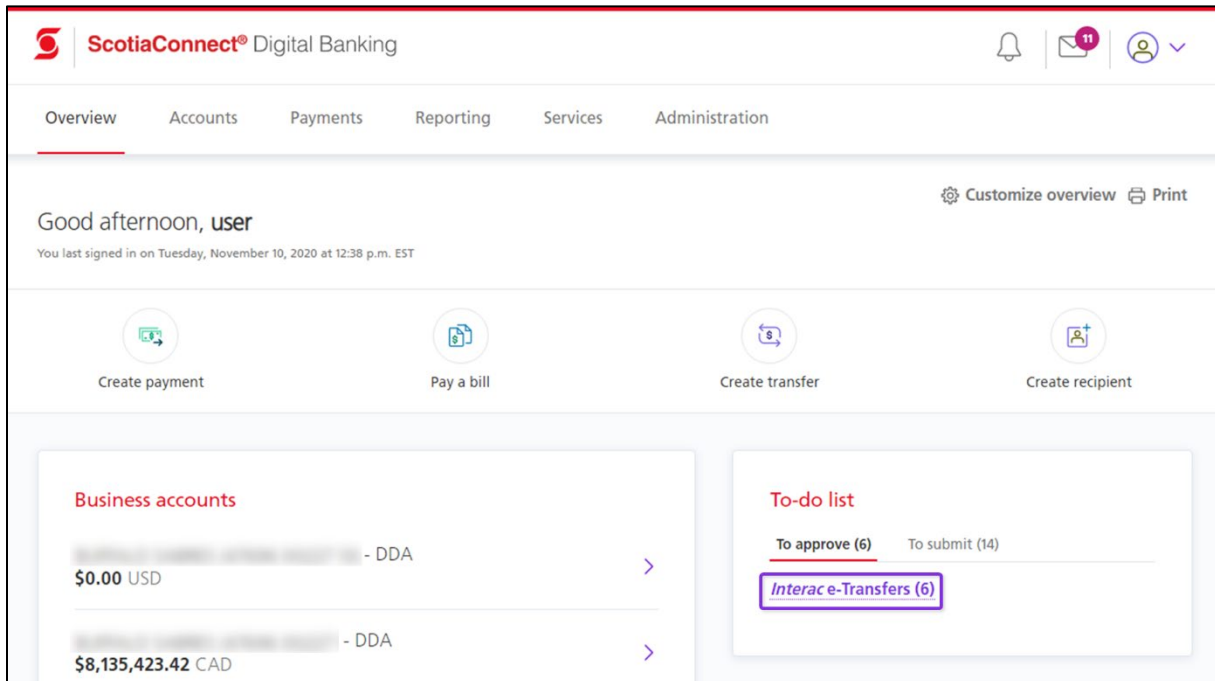 ScotiaConnect® Digital Banking
11
Overview Accounts Payments Reporting Services Administration
Customize overview Print
Good afternoon, user
You last signed in on Tuesday, November 10, 2020 at 12:38 p.m. EST
Create payment Pay a bill Create transfer Create recipient
Business accounts
- DDA
$0.00 USD
- DDA
$8,135,423.42 CAD
To-do list
To approve (6) To submit (14)
Interac e-Transfers (6)